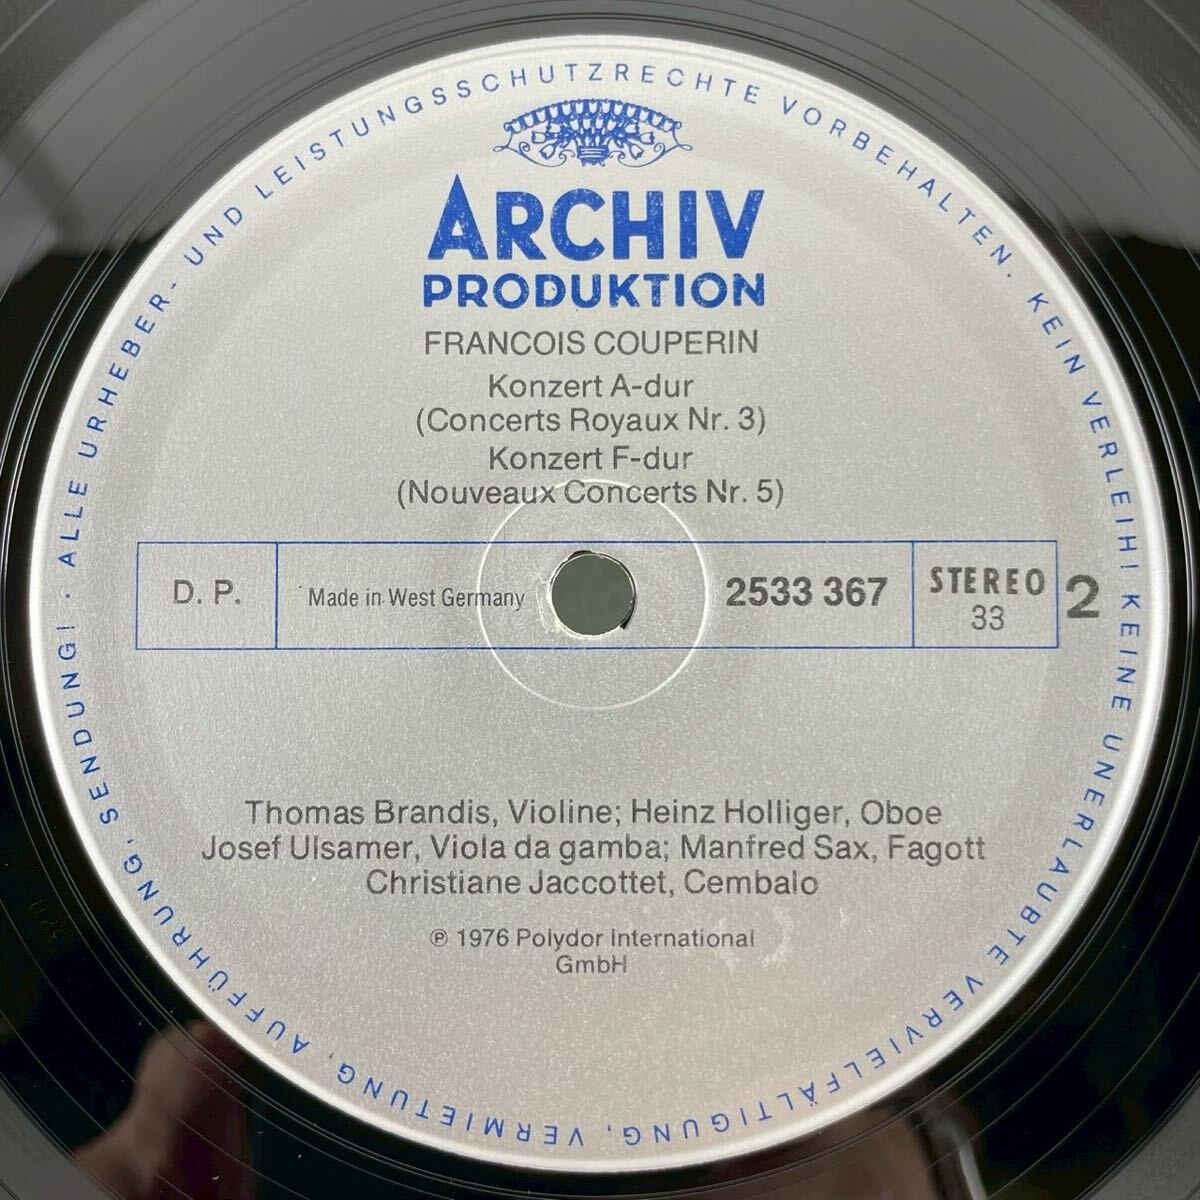 ALLE URHEBER- UND LEISTUNGSSCHUTZRECHTE VORBEHALTEN. KEIN VERLEIH! KEINE UNERLAUBTE VERVIELFÄLTIGUNG, VERMIETUNG, AUFFÜHRUNG, SENDUNG! ·
ARCHIV
PRODUKTION
FRANCOIS COUPERIN
Konzert A-dur
(Concerts Royaux Nr. 3)
Konzert F-dur
(Nouveaux Concerts Nr. 5)
D. P. Made in West Germany 2533 367 STEREO 2
33
Thomas Brandis, Violine; Heinz Holliger, Oboe
Josef Ulsamer, Viola da gamba; Manfred Sax, Fagott
Christiane Jaccottet, Cembalo
℗ 1976 Polydor International
GmbH